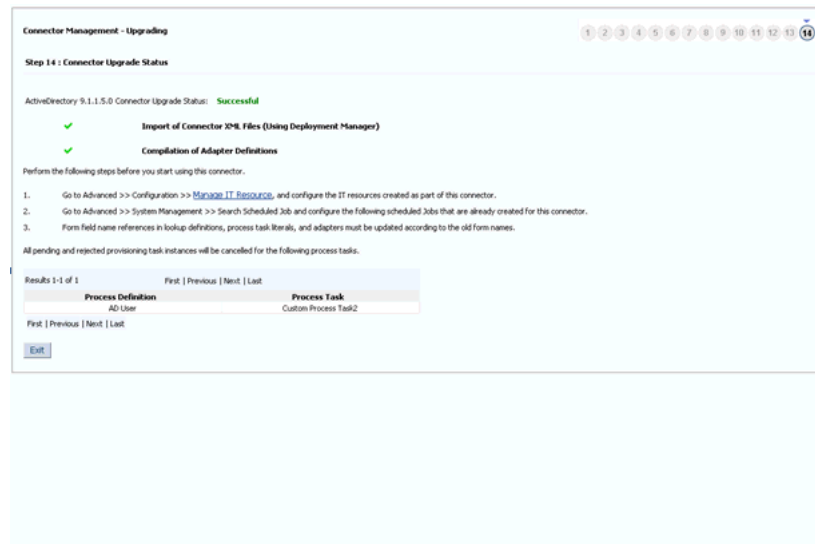 Connector Management - Upgrading
1 2 3 4 5 6 7 8 9 10 11 12 13 14
Step 14 : Connector Upgrade Status
ActiveDirectory 9.1.1.5.0 Connector Upgrade Status: Successful
Import of Connector XML Files (Using Deployment Manager)
Compilation of Adapter Definitions
Perform the following steps before you start using this connector.
1. Go to Advanced >> Configuration >> Manage IT Resource, and configure the IT resources created as part of this connector.
2. Go to Advanced >> System Management >> Search Scheduled Job and configure the following scheduled Jobs that are already created for this connector.
3. Form field name references in lookup definitions, process task literals, and adapters must be updated according to the old form names.
All pending and rejected provisioning task instances will be cancelled for the following process tasks.
Results 1-1 of 1 First | Previous | Next | Last
Process Definition Process Task
AD User Custom Process Task2
First | Previous | Next | Last
Exit